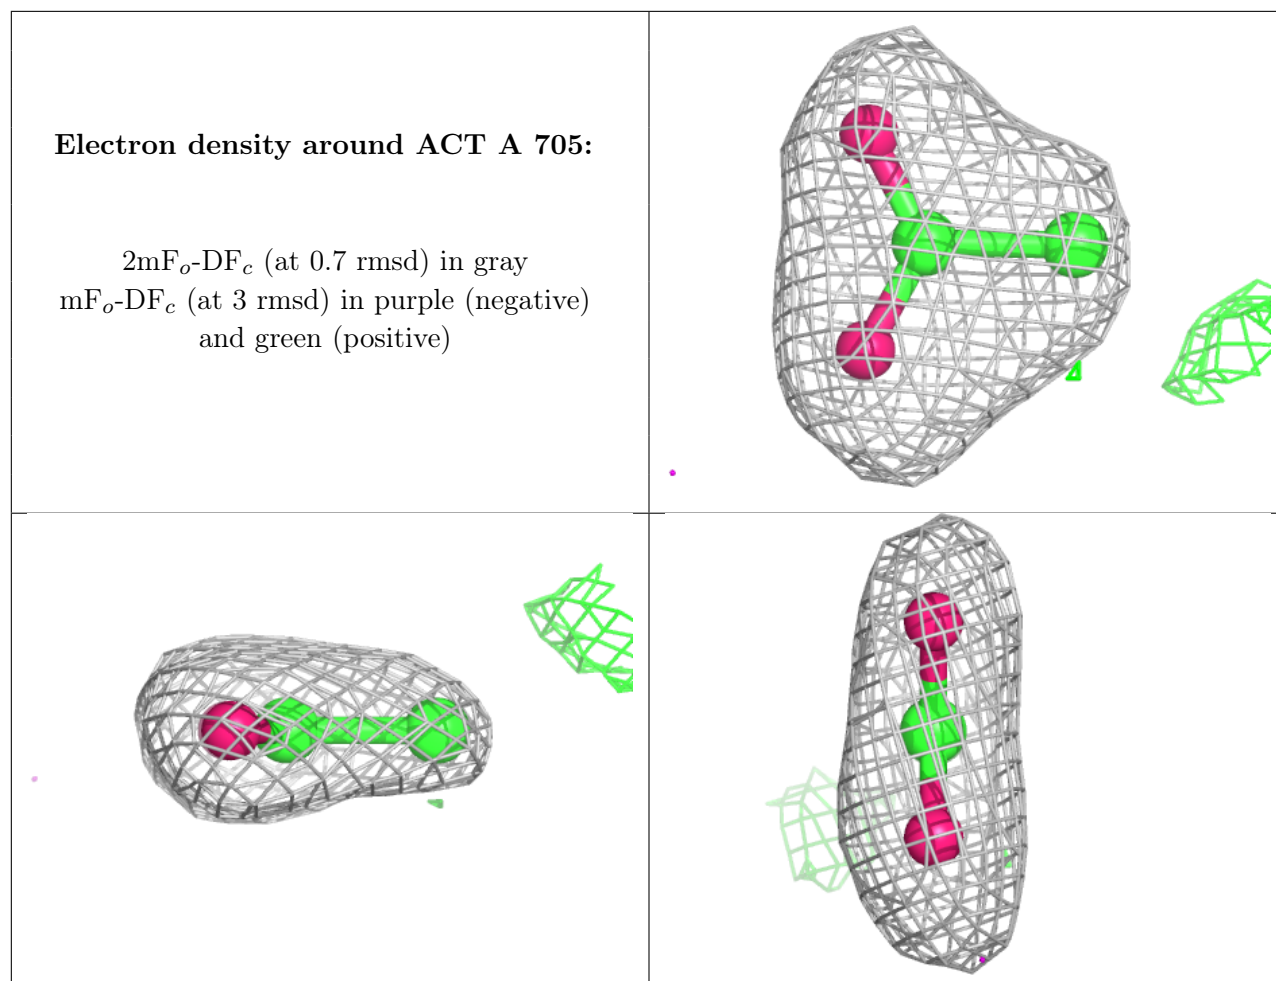 Electron density around ACT A 705:
2mFo-DFc (at 0.7 rmsd) in gray
mFo-DFc (at 3 rmsd) in purple (negative)
and green (positive)